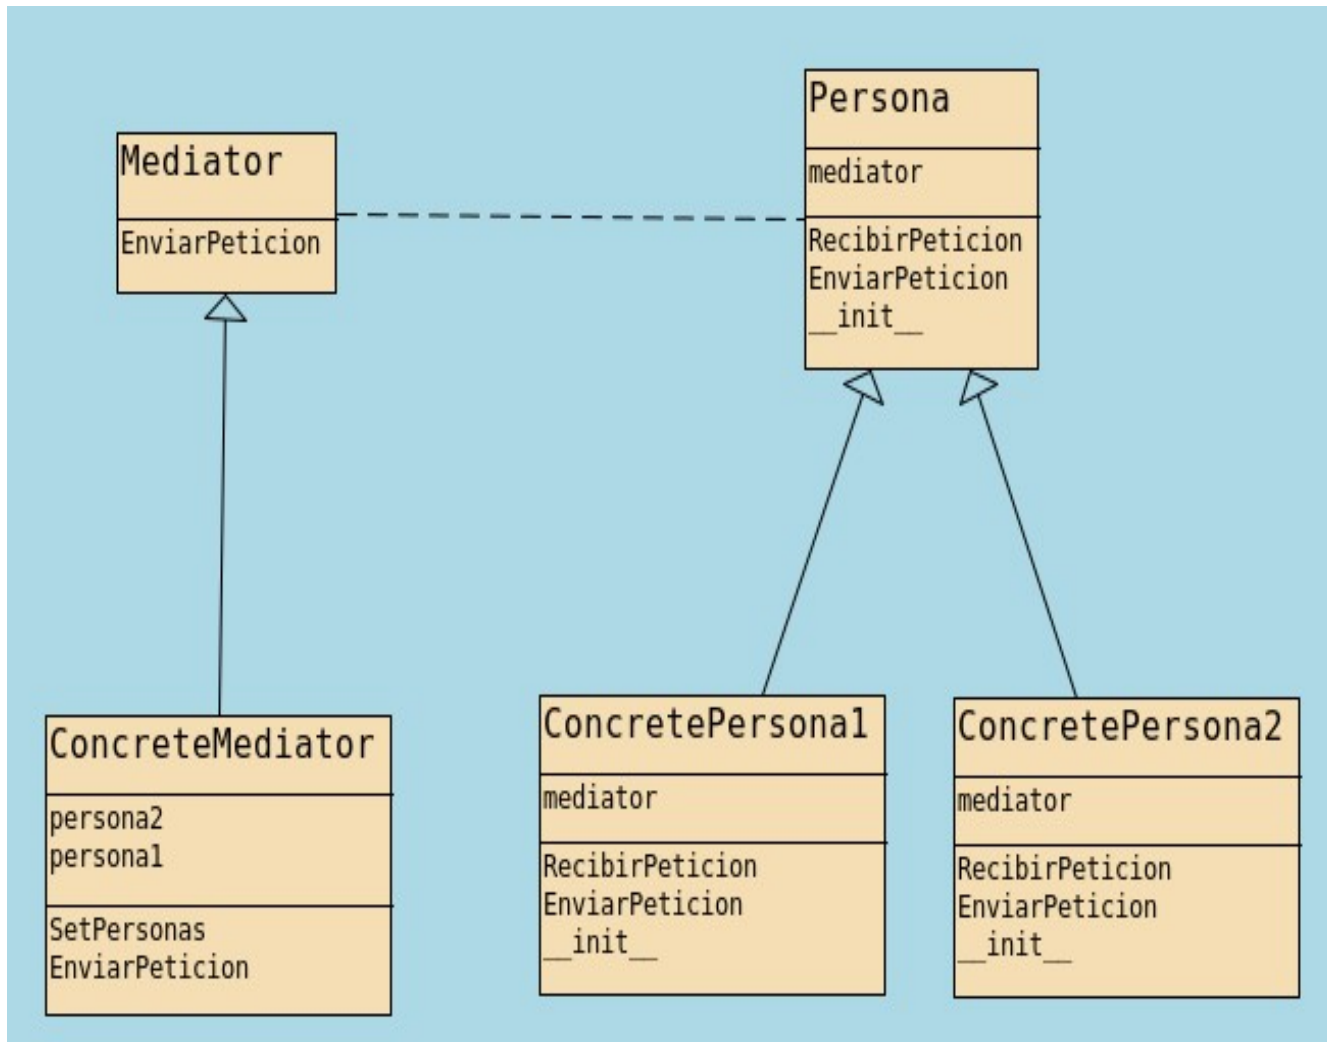 Mediator
EnviarPeticion
Persona
mediator
RecibirPeticion
EnviarPeticion
__init__
ConcreteMediator
persona2
persona1
SetPersonas
EnviarPeticion
ConcretePersona1
mediator
RecibirPeticion
EnviarPeticion
__init__
ConcretePersona2
mediator
RecibirPeticion
EnviarPeticion
__init__